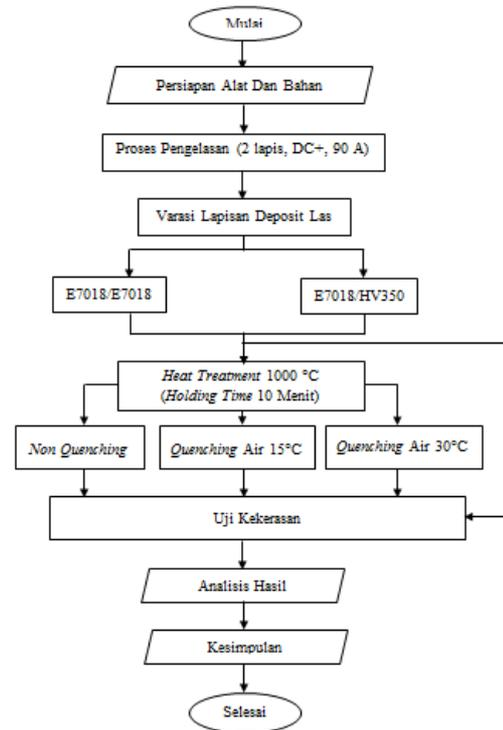 Mulai
Persiapan Alat Dan Bahan
Proses Pengelasan (2 lapis, DC+, 90 A)
Varasi Lapisan Deposit Las
E7018/E7018
E7018/HV350
Heat Treatment 1000 °C
(Holding Time 10 Menit)
Non Quenching
Quenching Air 15°C
Quenching Air 30°C
Uji Kekerasan
Analisis Hasil
Kesimpulan
Selesai